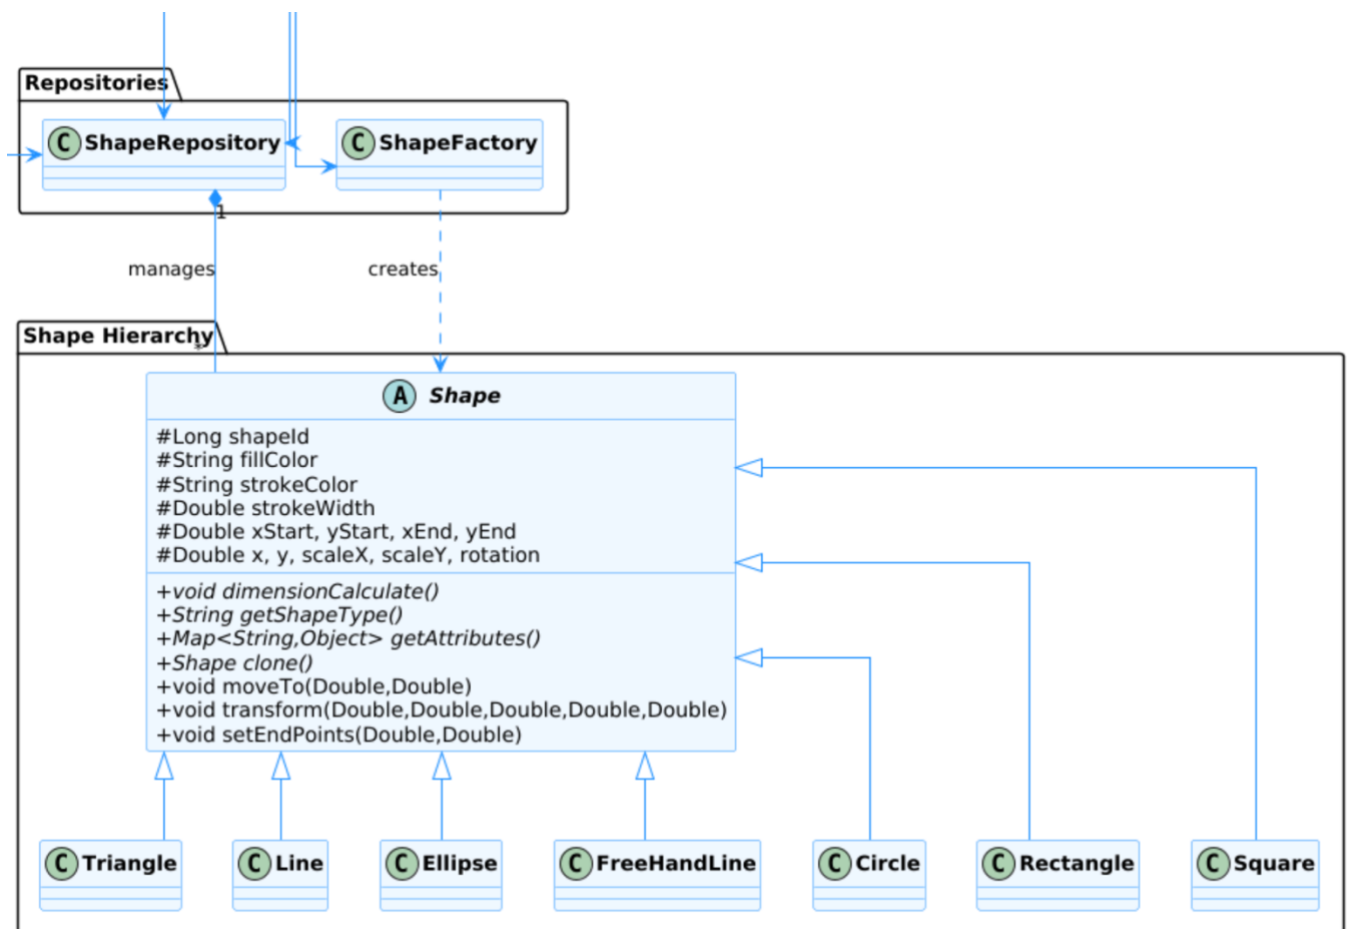 Repositories
C ShapeRepository
C ShapeFactory
1
manages
creates
Shape Hierarchy
*
A Shape
#Long shapeId
#String fillColor
#String strokeColor
#Double strokeWidth
#Double xStart, yStart, xEnd, yEnd
#Double x, y, scaleX, scaleY, rotation
+void dimensionCalculate()
+String getShapeType()
+Map<String,Object> getAttributes()
+Shape clone()
+void moveTo(Double,Double)
+void transform(Double,Double,Double,Double,Double)
+void setEndPoints(Double,Double)
C Triangle
C Line
C Ellipse
C FreeHandLine
C Circle
C Rectangle
C Square